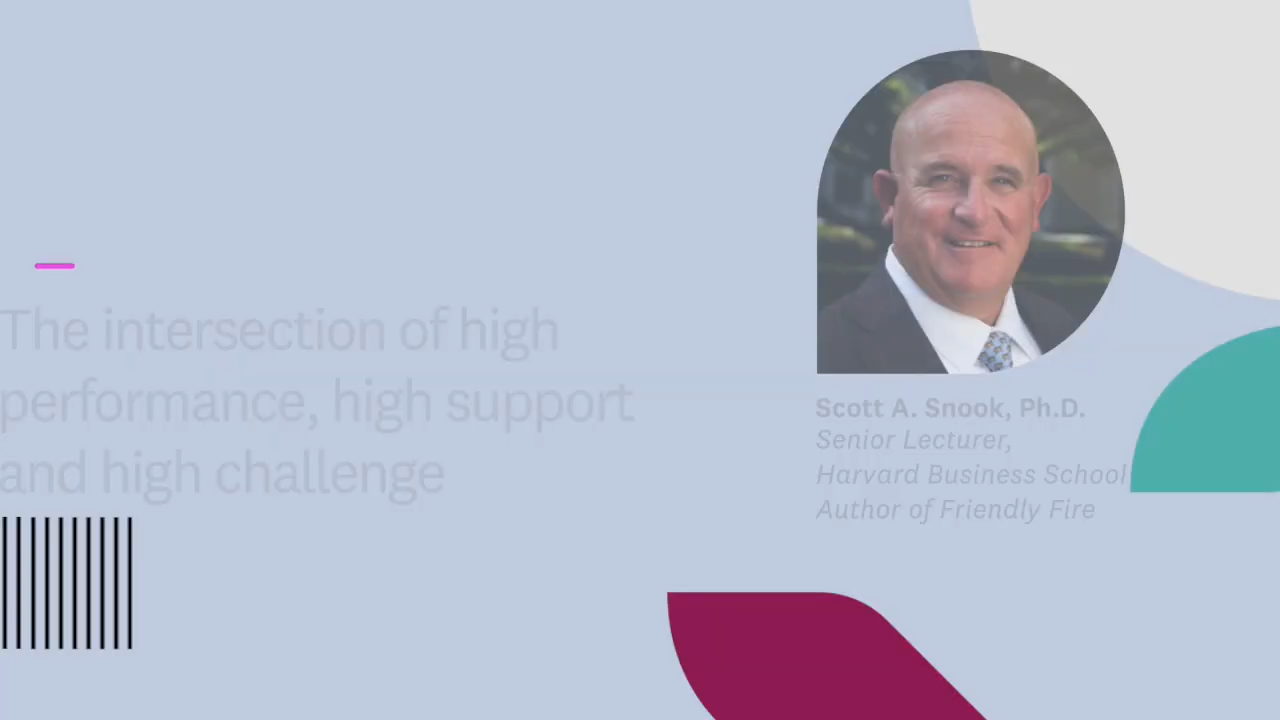 The intersection of high
performance, high support
and high challenge
Scott A. Snook, Ph.D.
Senior Lecturer,
Harvard Business School
Author of Friendly Fire